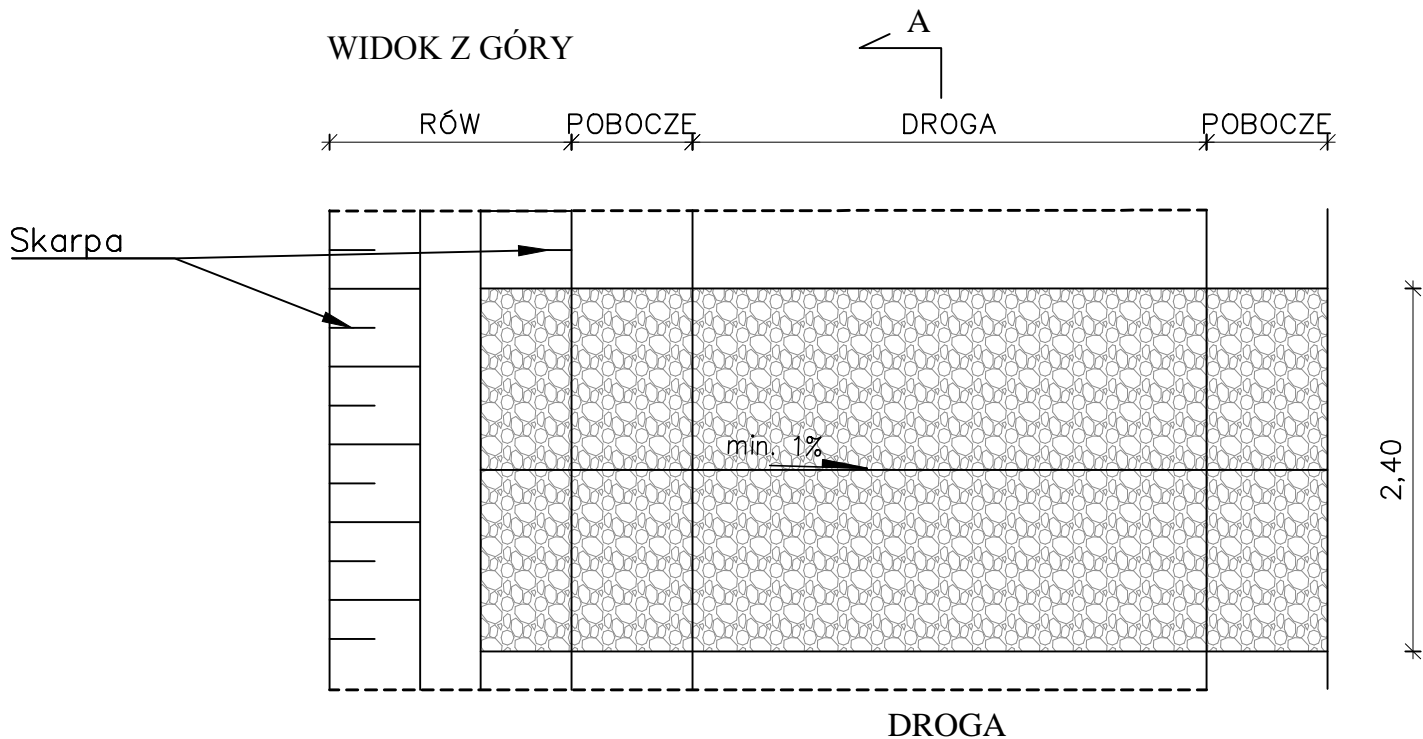 A
WIDOK Z GÓRY
RÓW POBOCZE DROGA POBOCZE
Skarpa
min. 1%
2,40
DROGA